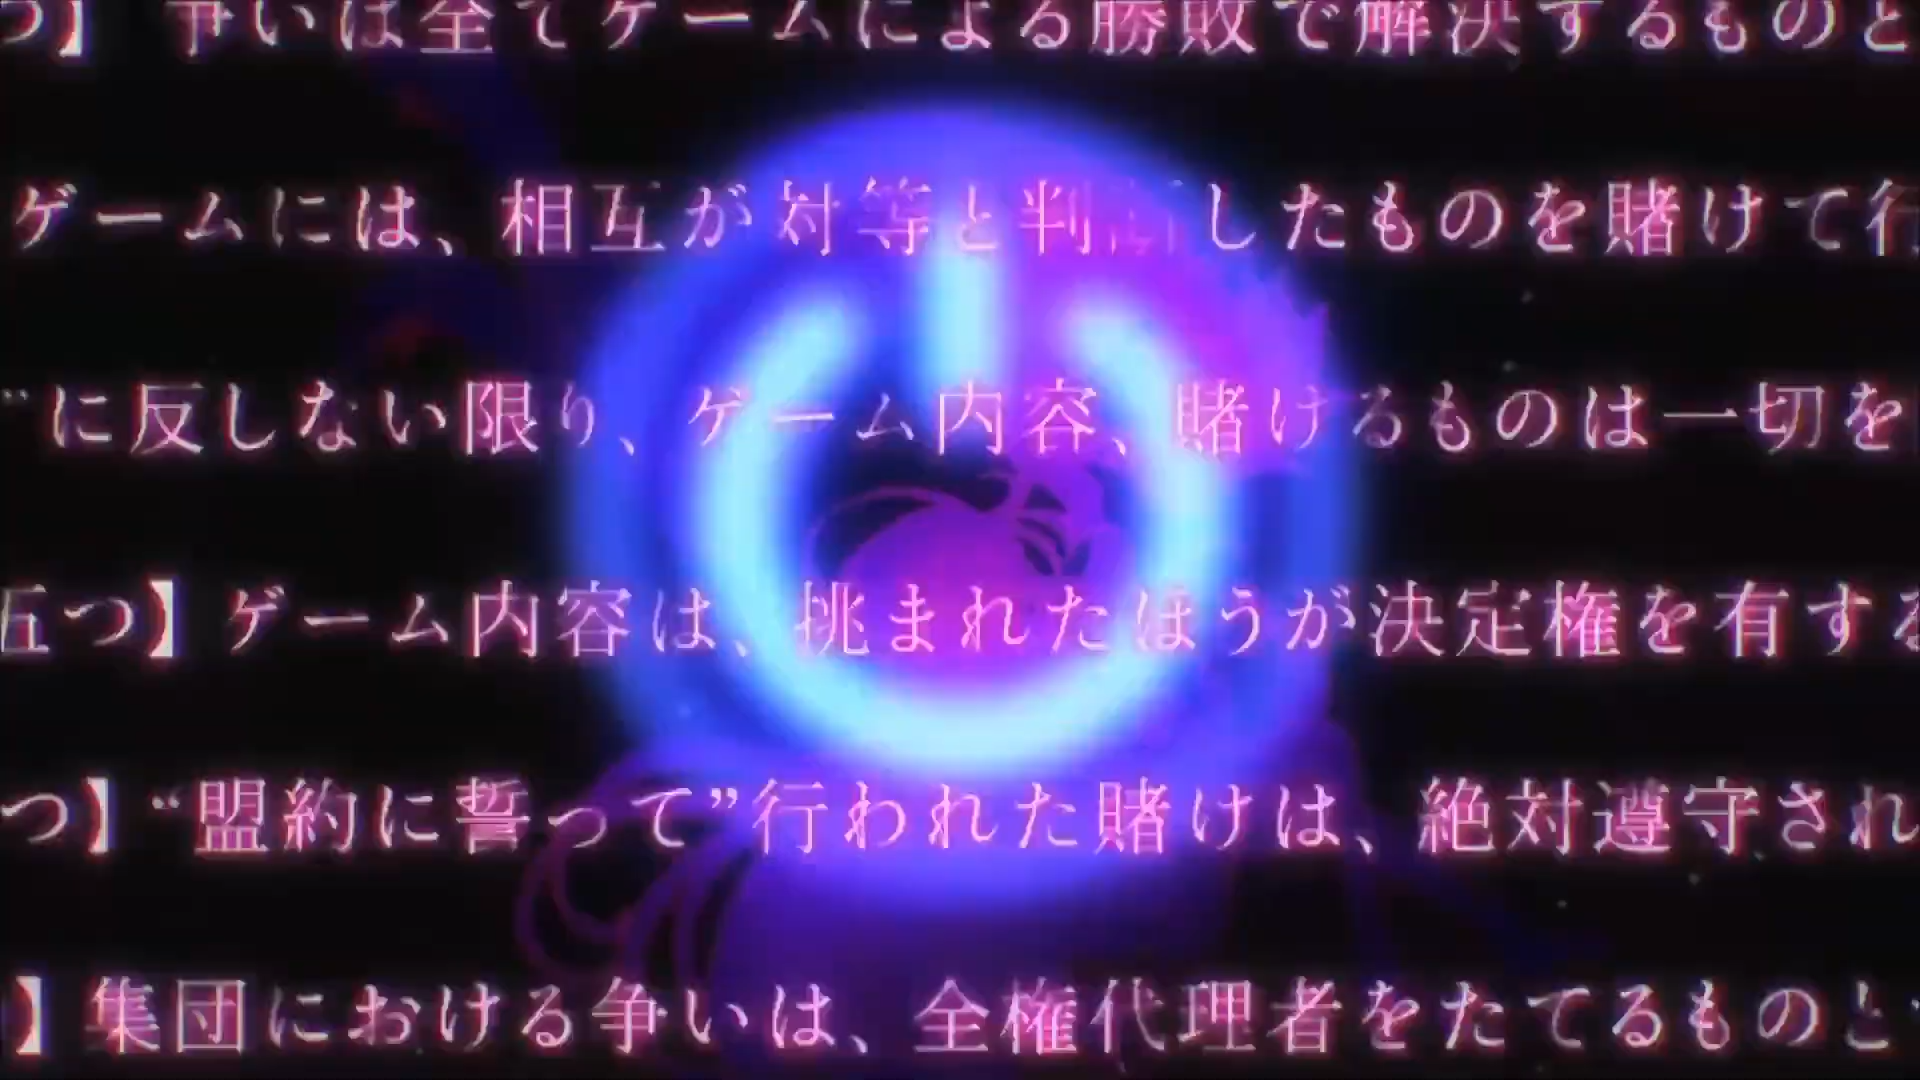 つ】争いは全てゲームによる勝敗で解決するものと
ゲームには、相互が対等と判断したものを賭けて行
”に反しない限り、ゲーム内容、賭けるものは一切を
五つ】ゲーム内容は、挑まれたほうが決定権を有する
つ】“盟約に誓って”行われた賭けは、絶対遵守され
】集団における争いは、全権代理者をたてるものと